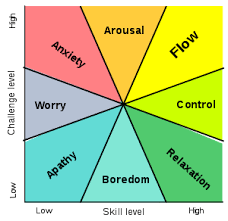 High
Arousal
Flow
Anxiety
Challenge level
Worry
Control
Apathy
Relaxation
Boredom
Low
Low
Skill level
High